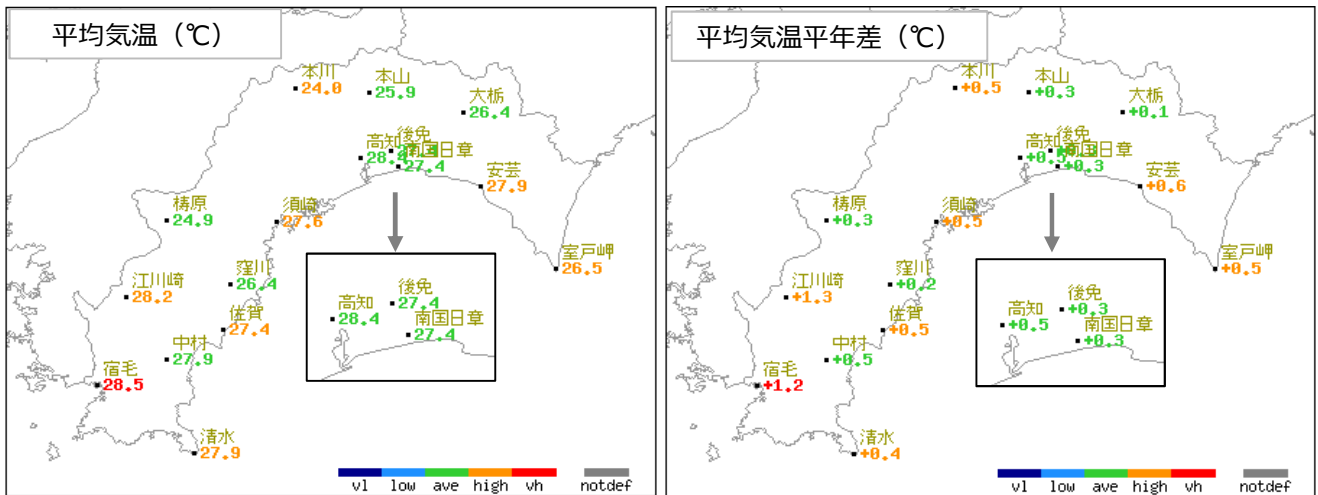 平均気温（℃）
本川
24.0
本山
25.9
大栃
26.4
高知
28.4
後免
南国日章
27.4
安芸
27.9
梼原
24.9
須崎
27.6
室戸岬
26.5
江川崎
28.2
窪川
26.4
佐賀
27.4
中村
27.9
宿毛
28.5
清水
27.9
後免
27.4
高知
28.4
南国日章
27.4
vl low ave high vh notdef
平均気温平年差（℃）
本川
+0.5
本山
+0.3
大栃
+0.1
高知
+0.5
後免
南国日章
+0.3
安芸
+0.6
梼原
+0.3
須崎
+0.5
室戸岬
+0.5
江川崎
+1.3
窪川
+0.2
佐賀
+0.5
中村
+0.5
宿毛
+1.2
清水
+0.4
後免
+0.3
高知
+0.5
南国日章
+0.3
vl low ave high vh notdef